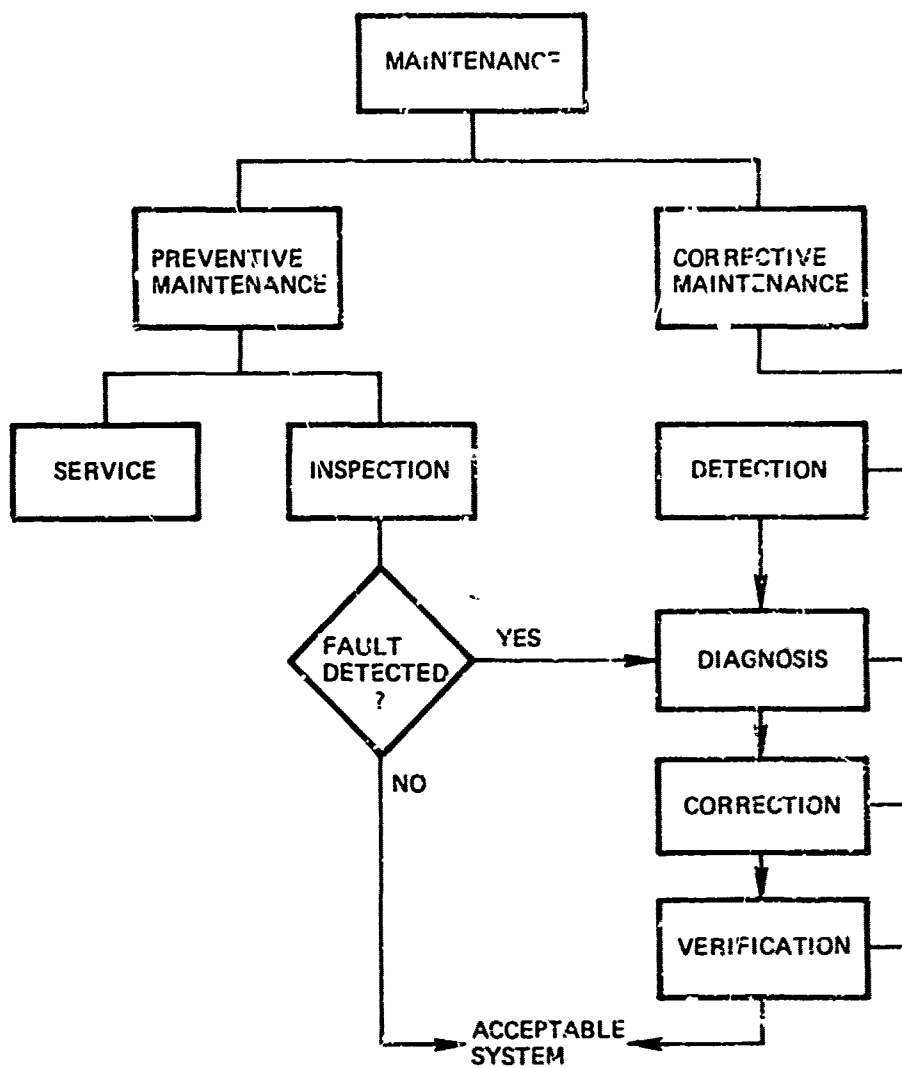 MAINTENANCE
PREVENTIVE
MAINTENANCE
CORRECTIVE
MAINTENANCE
SERVICE
INSPECTION
DETECTION
FAULT
DETECTED
?
YES
DIAGNOSIS
NO
CORRECTION
VERIFICATION
ACCEPTABLE
SYSTEM